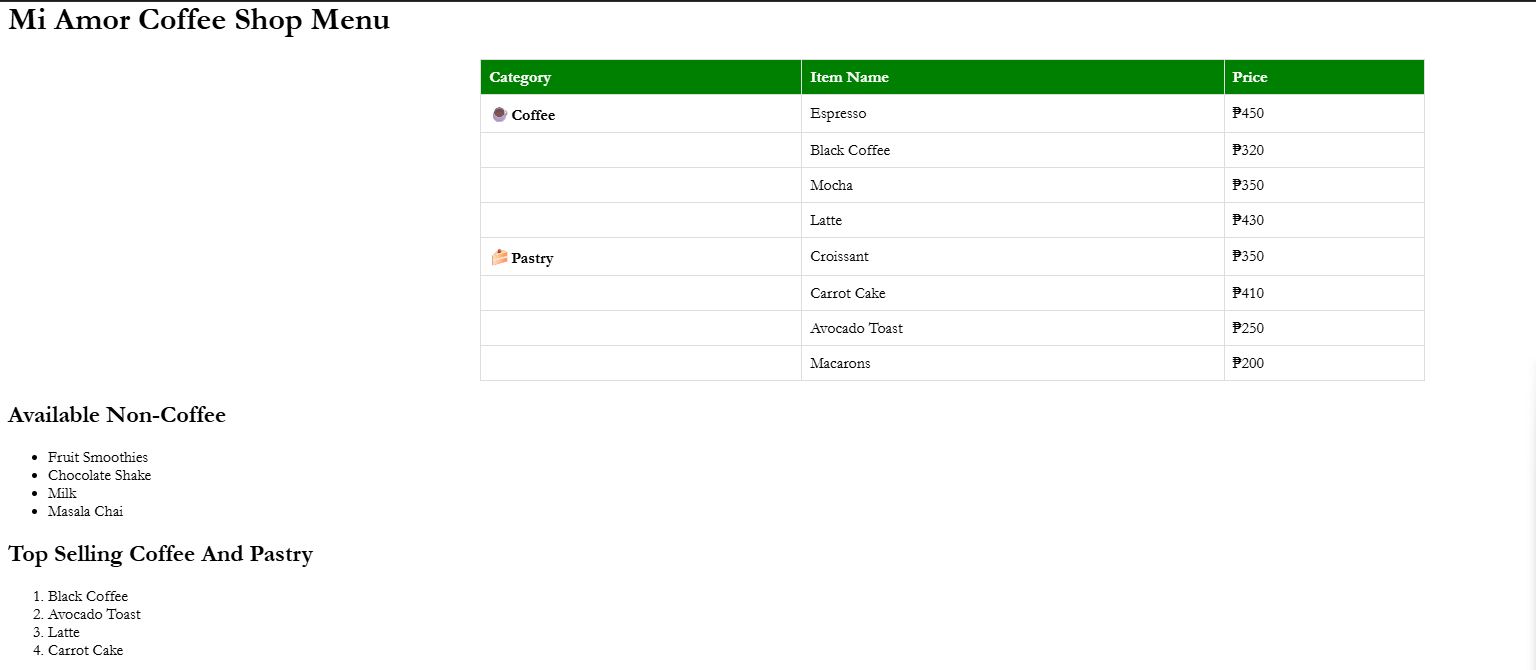 Mi Amor Coffee Shop Menu
Category Item Name Price
☕ Coffee Espresso ₱450
Black Coffee ₱320
Mocha ₱350
Latte ₱430
🍰 Pastry Croissant ₱350
Carrot Cake ₱410
Avocado Toast ₱250
Macarons ₱200
Available Non-Coffee
• Fruit Smoothies
• Chocolate Shake
• Milk
• Masala Chai
Top Selling Coffee And Pastry
1. Black Coffee
2. Avocado Toast
3. Latte
4. Carrot Cake